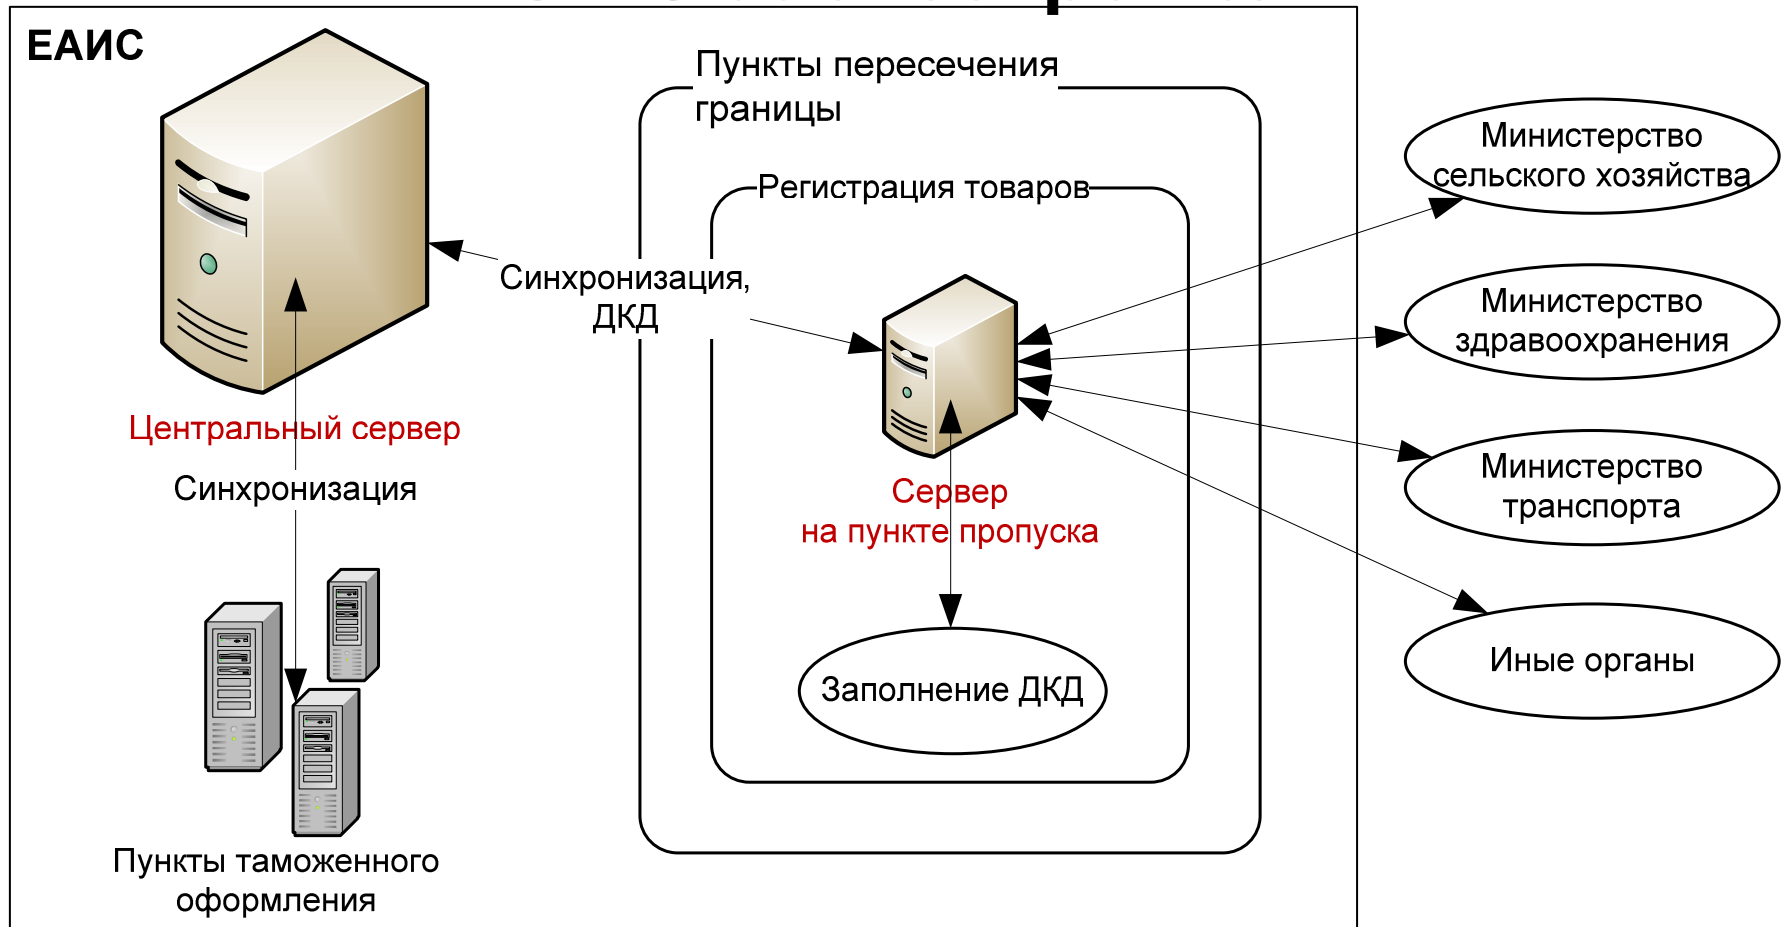 ЕАИС
Пункты пересечения
границы
Регистрация товаров
Синхронизация,
ДКД
Центральный сервер
Синхронизация
Пункты таможенного
оформления
Сервер
на пункте пропуска
Заполнение ДКД
Министерство
сельского хозяйства
Министерство
здравоохранения
Министерство
транспорта
Иные органы